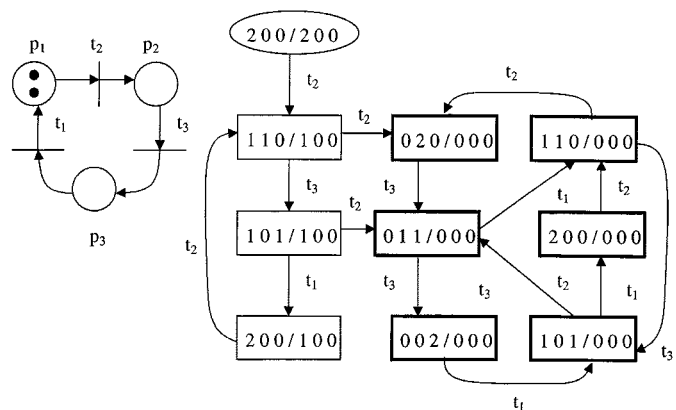 200/200
p1 t2 p2
t2
t2
t2
t1 t3
110/100 020/000 110/000
t3 t3 t1 t2
p3
t2
t2
101/100 011/000 200/000
t1 t3 t3 t2 t1
200/100 002/000 101/000
t3
t1